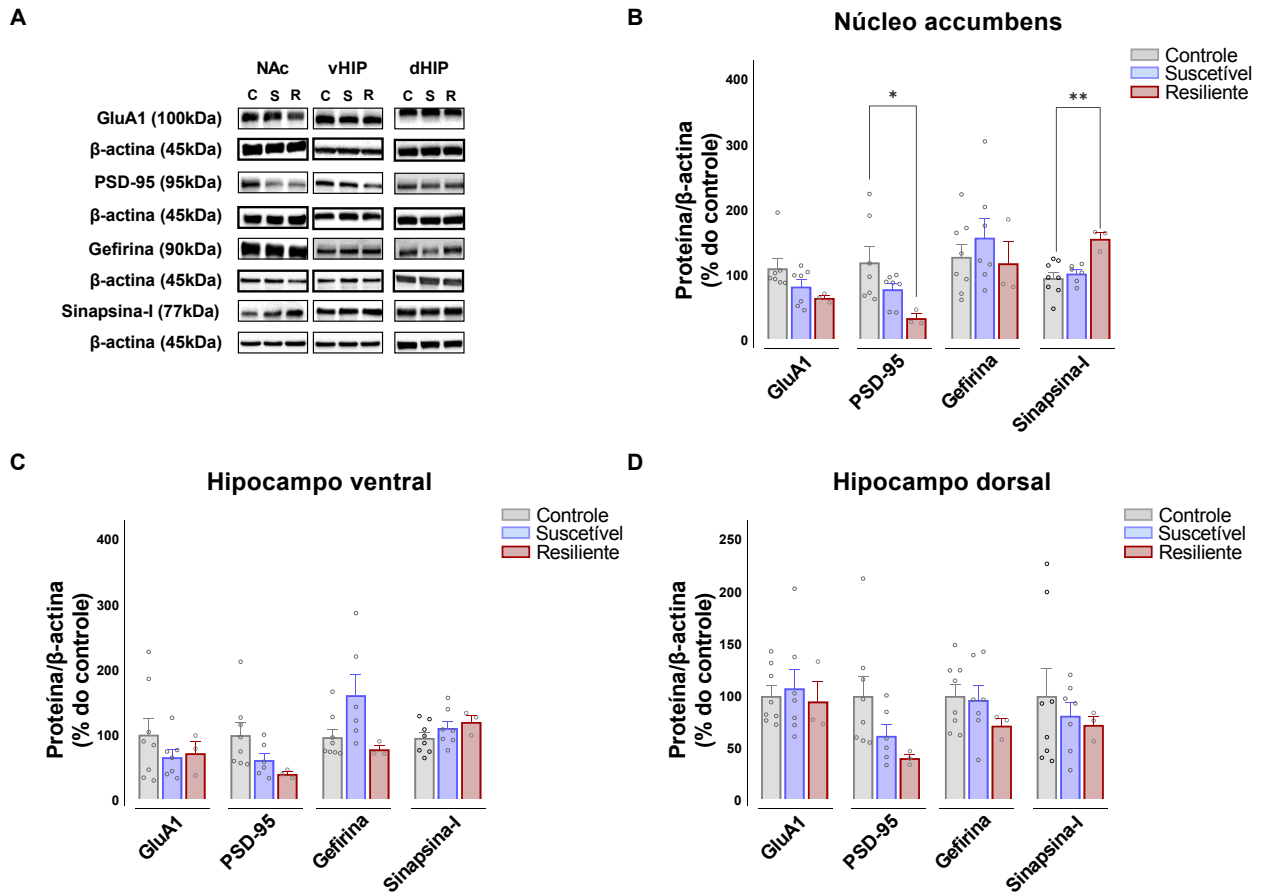 A
NAc vHIP dHIP
C S R C S R C S R
GluA1 (100kDa)
β-actina (45kDa)
PSD-95 (95kDa)
β-actina (45kDa)
Gefirina (90kDa)
β-actina (45kDa)
Sinapsina-I (77kDa)
β-actina (45kDa)
B
Núcleo accumbens
Controle
Suscetível
Resiliente
Proteína/β-actina
(% do controle)
400
300
200
100
0
*
**
GluA1
PSD-95
Gefirina
Sinapsina-I
C
Hipocampo ventral
Controle
Suscetível
Resiliente
Proteína/β-actina
(% do controle)
400
300
200
100
0
GluA1
PSD-95
Gefirina
Sinapsina-I
D
Hipocampo dorsal
Controle
Suscetível
Resiliente
Proteína/β-actina
(% do controle)
250
200
150
100
50
0
GluA1
PSD-95
Gefirina
Sinapsina-I